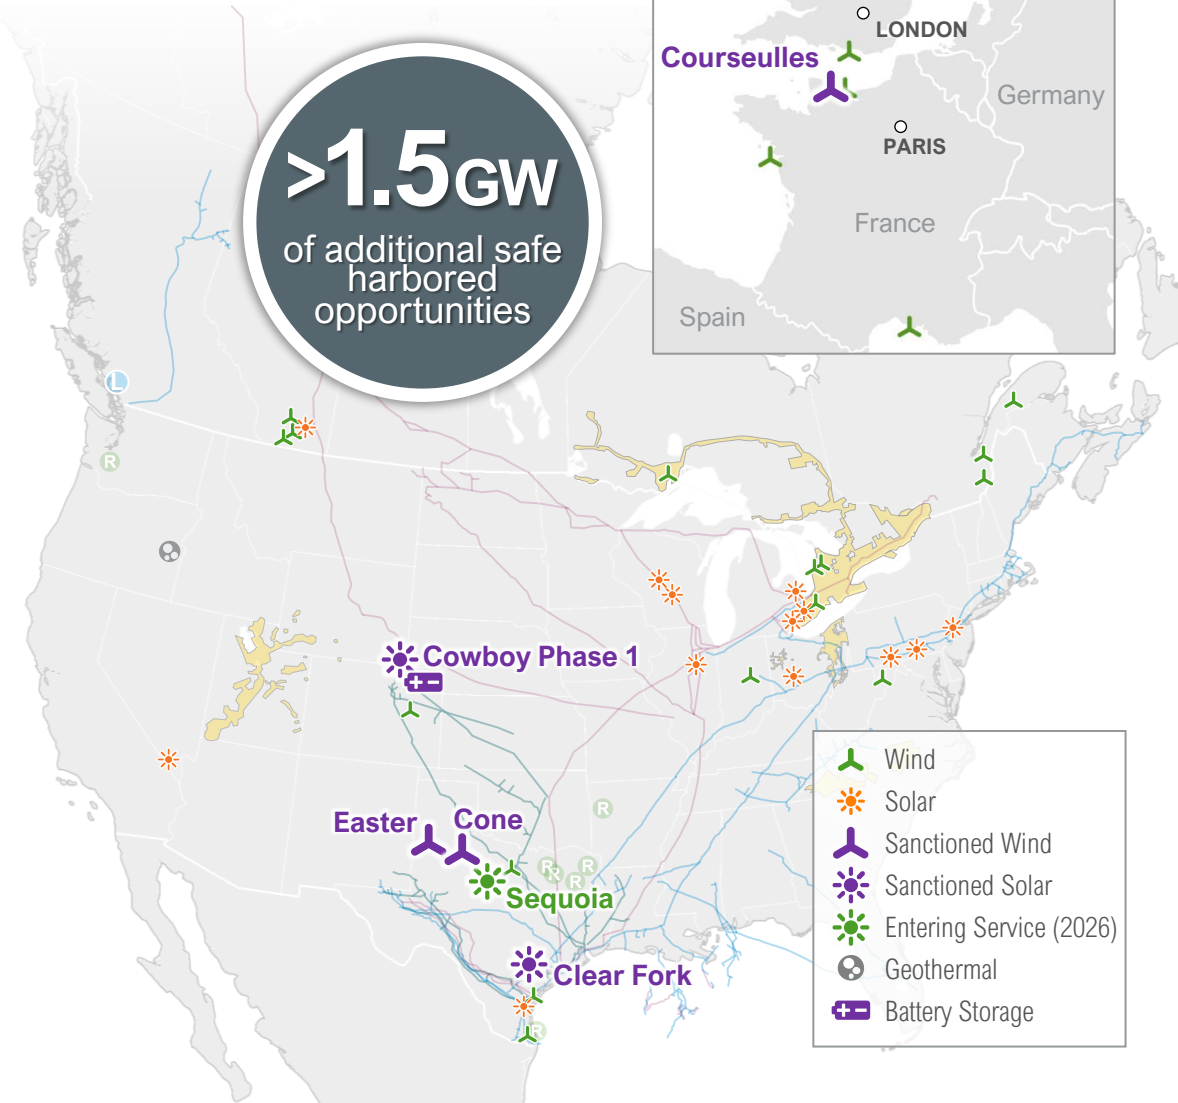 >1.5GW
of additional safe
harbored
opportunities
LONDON
Courseulles
Germany
PARIS
France
Spain
L
R
Cowboy Phase 1
Easter
Cone
R
R
R
R
R
Sequoia
Clear Fork
R
Wind
Solar
Sanctioned Wind
Sanctioned Solar
Entering Service (2026)
Geothermal
Battery Storage